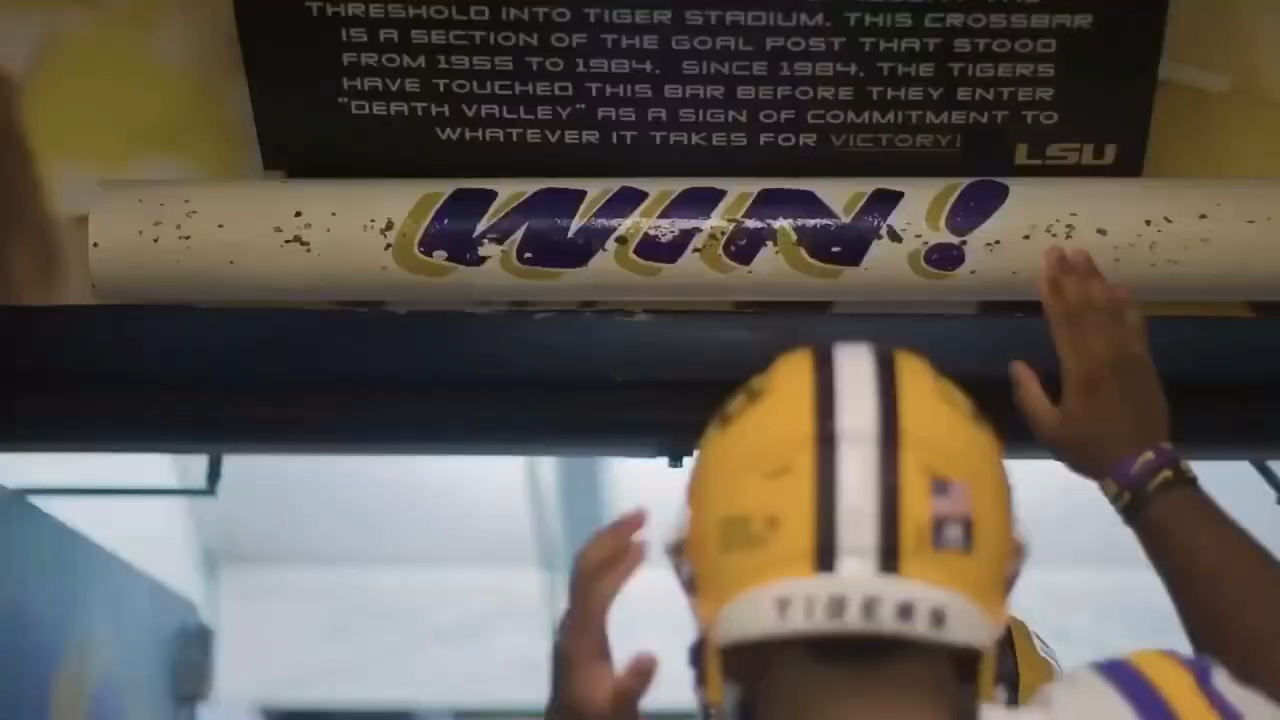 THRESHOLD INTO TIGER STADIUM. THIS CROSSBAR
IS A SECTION OF THE GOAL POST THAT STOOD
FROM 1955 TO 1984. SINCE 1984, THE TIGERS
HAVE TOUCHED THIS BAR BEFORE THEY ENTER
"DEATH VALLEY" AS A SIGN OF COMMITMENT TO
WHATEVER IT TAKES FOR VICTORY!
LSU
WIN!
TIGERS